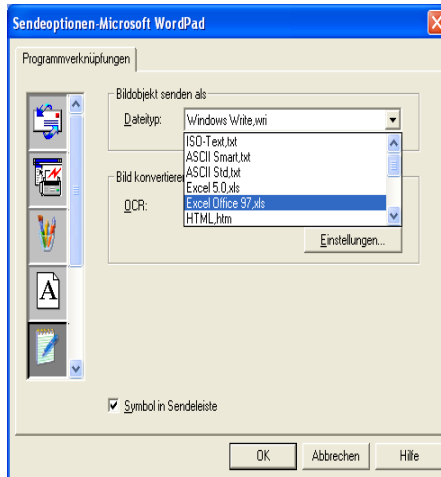 Sendeoptionen-Microsoft WordPad
Programmverknüpfungen
Bildobjekt senden als
Dateityp: Windows Write,wri
ISO-Text,txt
ASCII Smart,txt
ASCII Std,txt
Excel 5.0,xls
Excel Office 97,xls
HTML,htm
Bild konvertieren
OCR:
Einstellungen...
A
Symbol in Sendeleiste
OK Abbrechen Hilfe